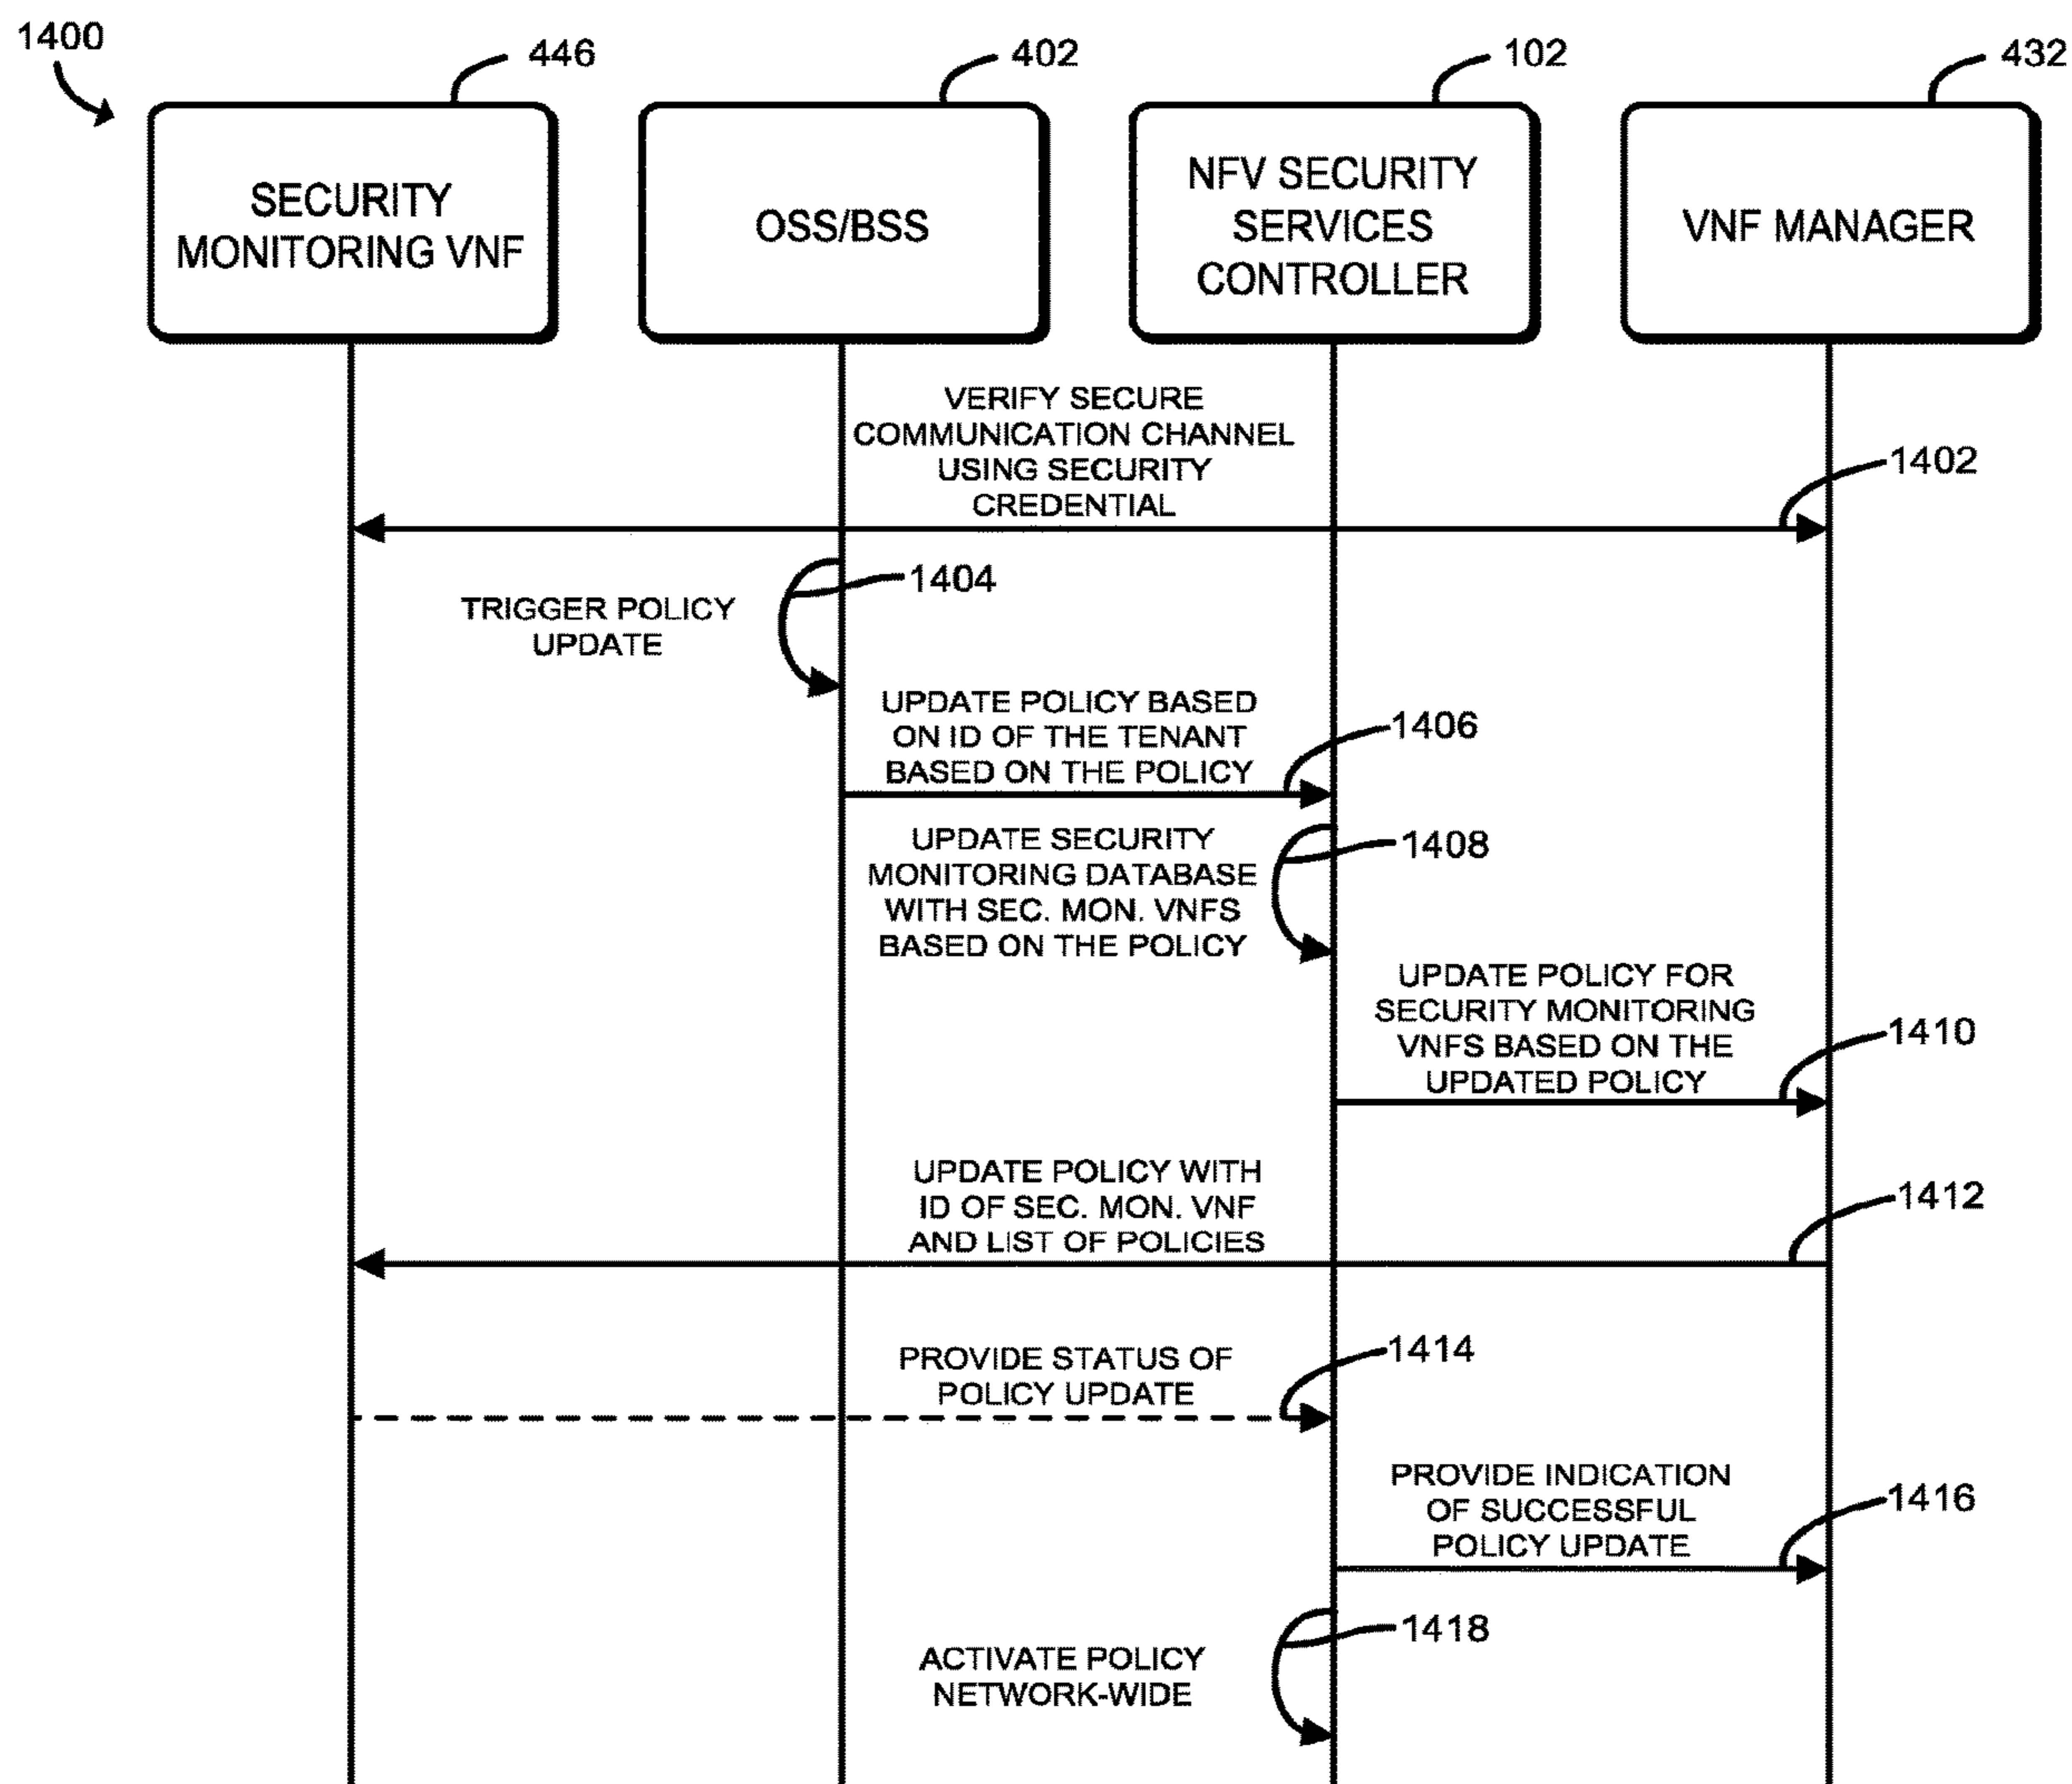 1400
446
402
102
432
SECURITY
MONITORING VNF
OSS/BSS
NFV SECURITY
SERVICES
CONTROLLER
VNF MANAGER
VERIFY SECURE
COMMUNICATION CHANNEL
USING SECURITY
CREDENTIAL
1402
1404
TRIGGER POLICY
UPDATE
UPDATE POLICY BASED
ON ID OF THE TENANT
BASED ON THE POLICY
1406
UPDATE SECURITY
MONITORING DATABASE
WITH SEC. MON. VNFS
BASED ON THE POLICY
1408
UPDATE POLICY FOR
SECURITY MONITORING
VNFS BASED ON THE
UPDATED POLICY
1410
UPDATE POLICY WITH
ID OF SEC. MON. VNF
AND LIST OF POLICIES
1412
PROVIDE STATUS OF
POLICY UPDATE
1414
PROVIDE INDICATION
OF SUCCESSFUL
POLICY UPDATE
1416
1418
ACTIVATE POLICY
NETWORK-WIDE